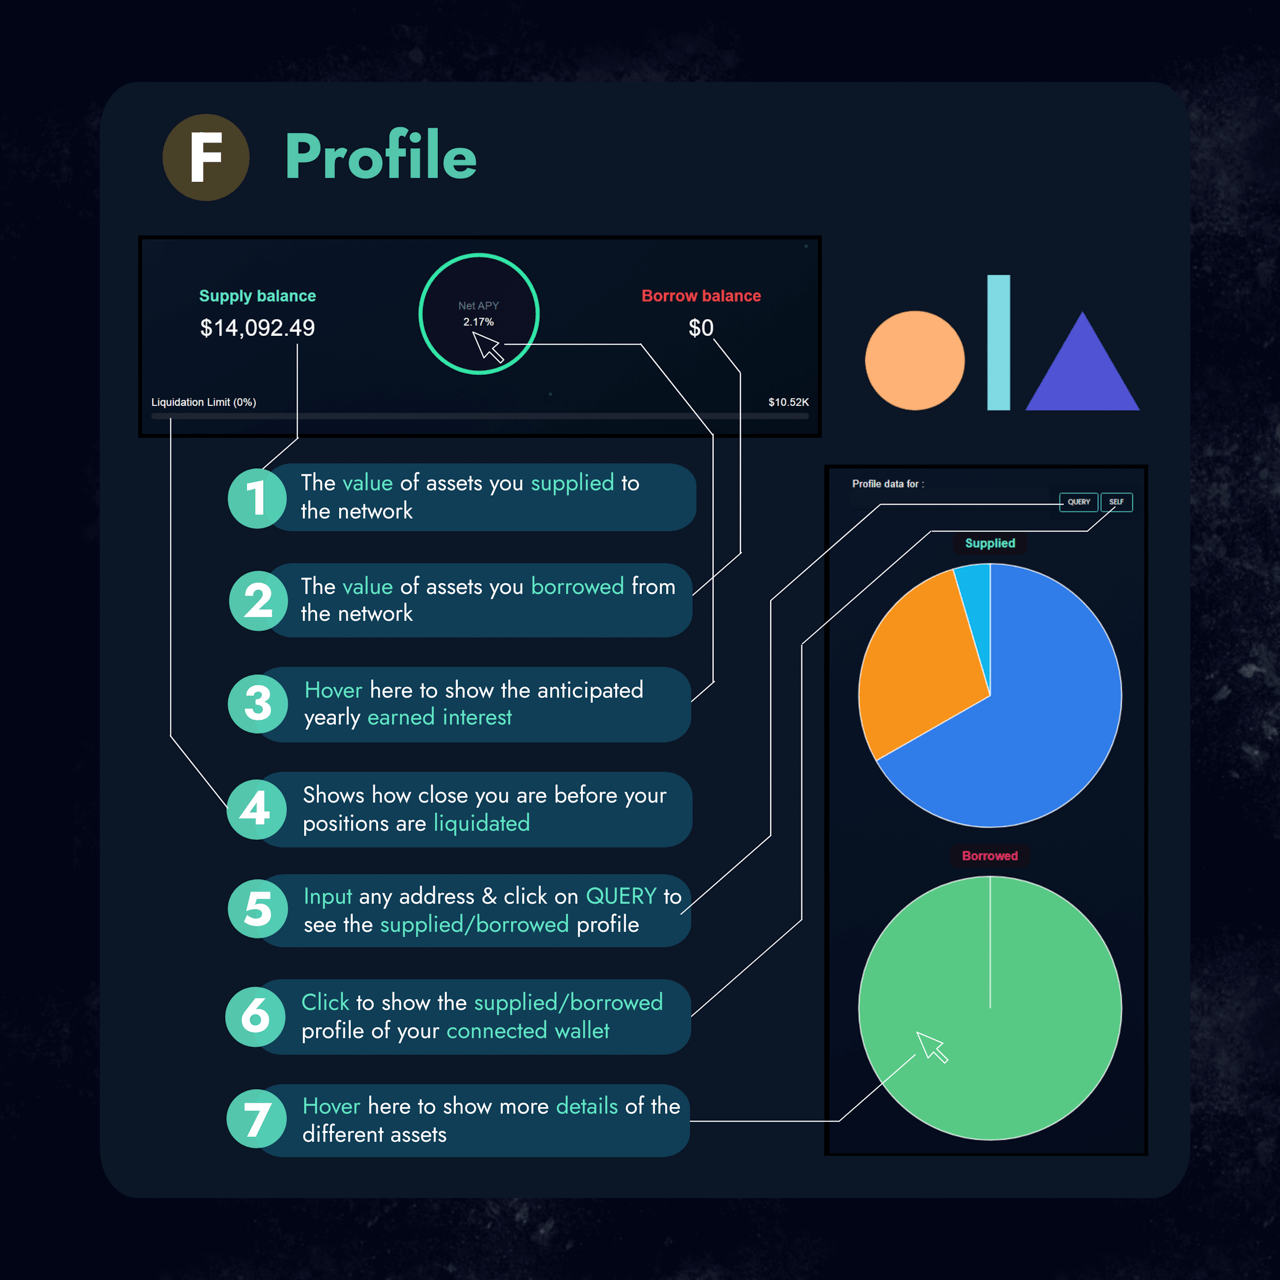 F Profile
Supply balance
$14,092.49
Net APY
2.17%
Borrow balance
$0
Liquidation Limit (0%)
$10.52K
1
The value of assets you supplied to
the network
2
The value of assets you borrowed from
the network
3
Hover here to show the anticipated
yearly earned interest
4
Shows how close you are before your
positions are liquidated
5
Input any address & click on QUERY to
see the supplied/borrowed profile
6
Click to show the supplied/borrowed
profile of your connected wallet
7
Hover here to show more details of the
different assets
Profile data for :
QUERY
SELF
Supplied
Borrowed